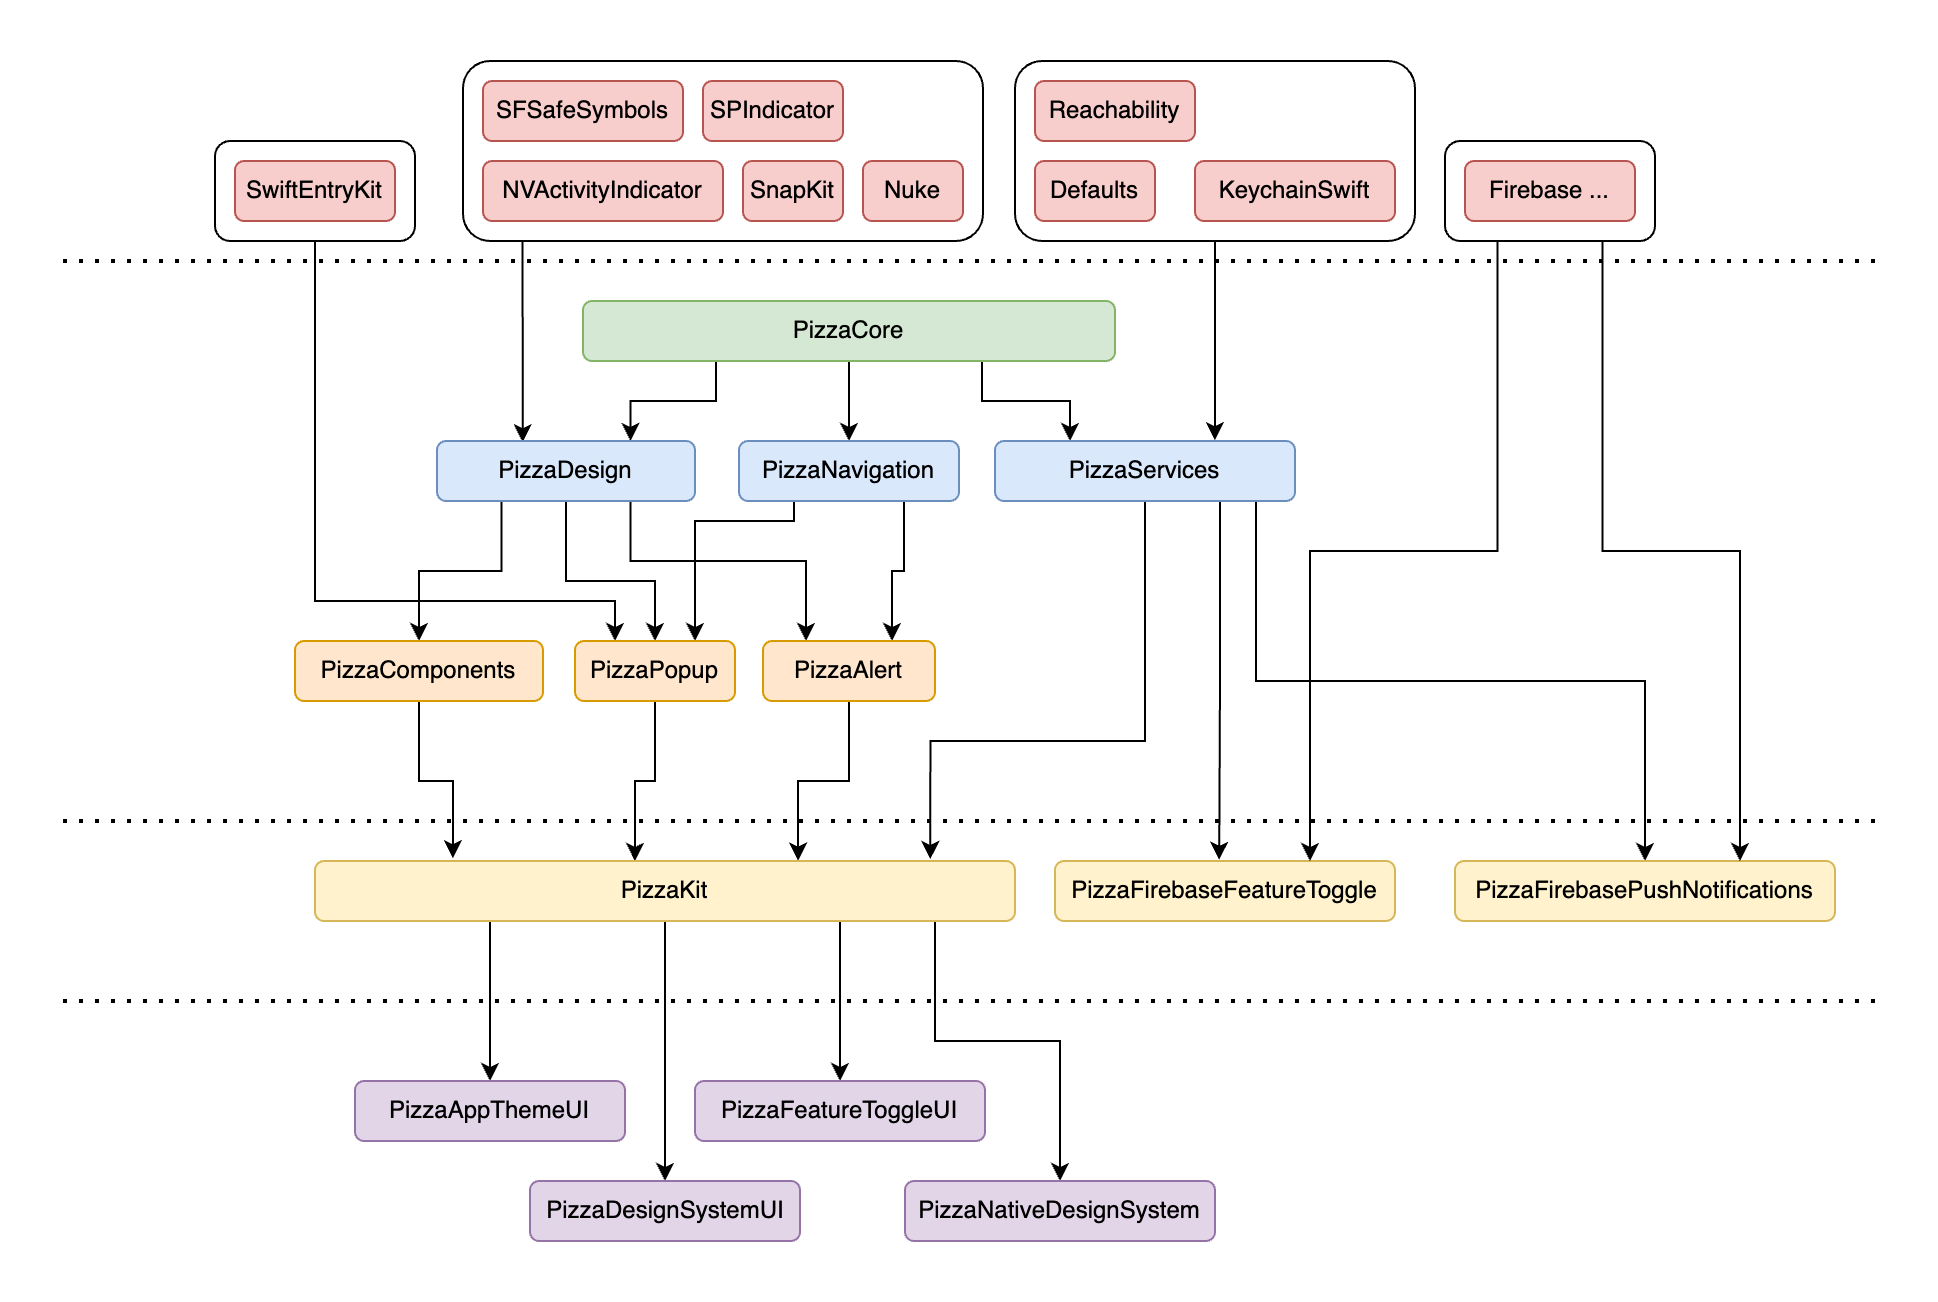 SFSafeSymbols
SPIndicator
Reachability
SwiftEntryKit
NVActivityIndicator
SnapKit
Nuke
Defaults
KeychainSwift
Firebase ...
PizzaCore
PizzaDesign
PizzaNavigation
PizzaServices
PizzaComponents
PizzaPopup
PizzaAlert
PizzaKit
PizzaFirebaseFeatureToggle
PizzaFirebasePushNotifications
PizzaAppThemeUI
PizzaFeatureToggleUI
PizzaDesignSystemUI
PizzaNativeDesignSystem